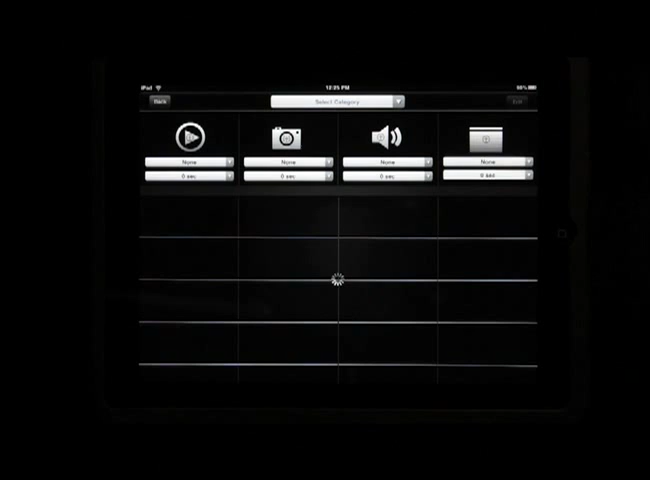 iPad 12:25 PM
Back Select Category Edit
None None None None
0 sec 0 sec 0 sec 0 sec